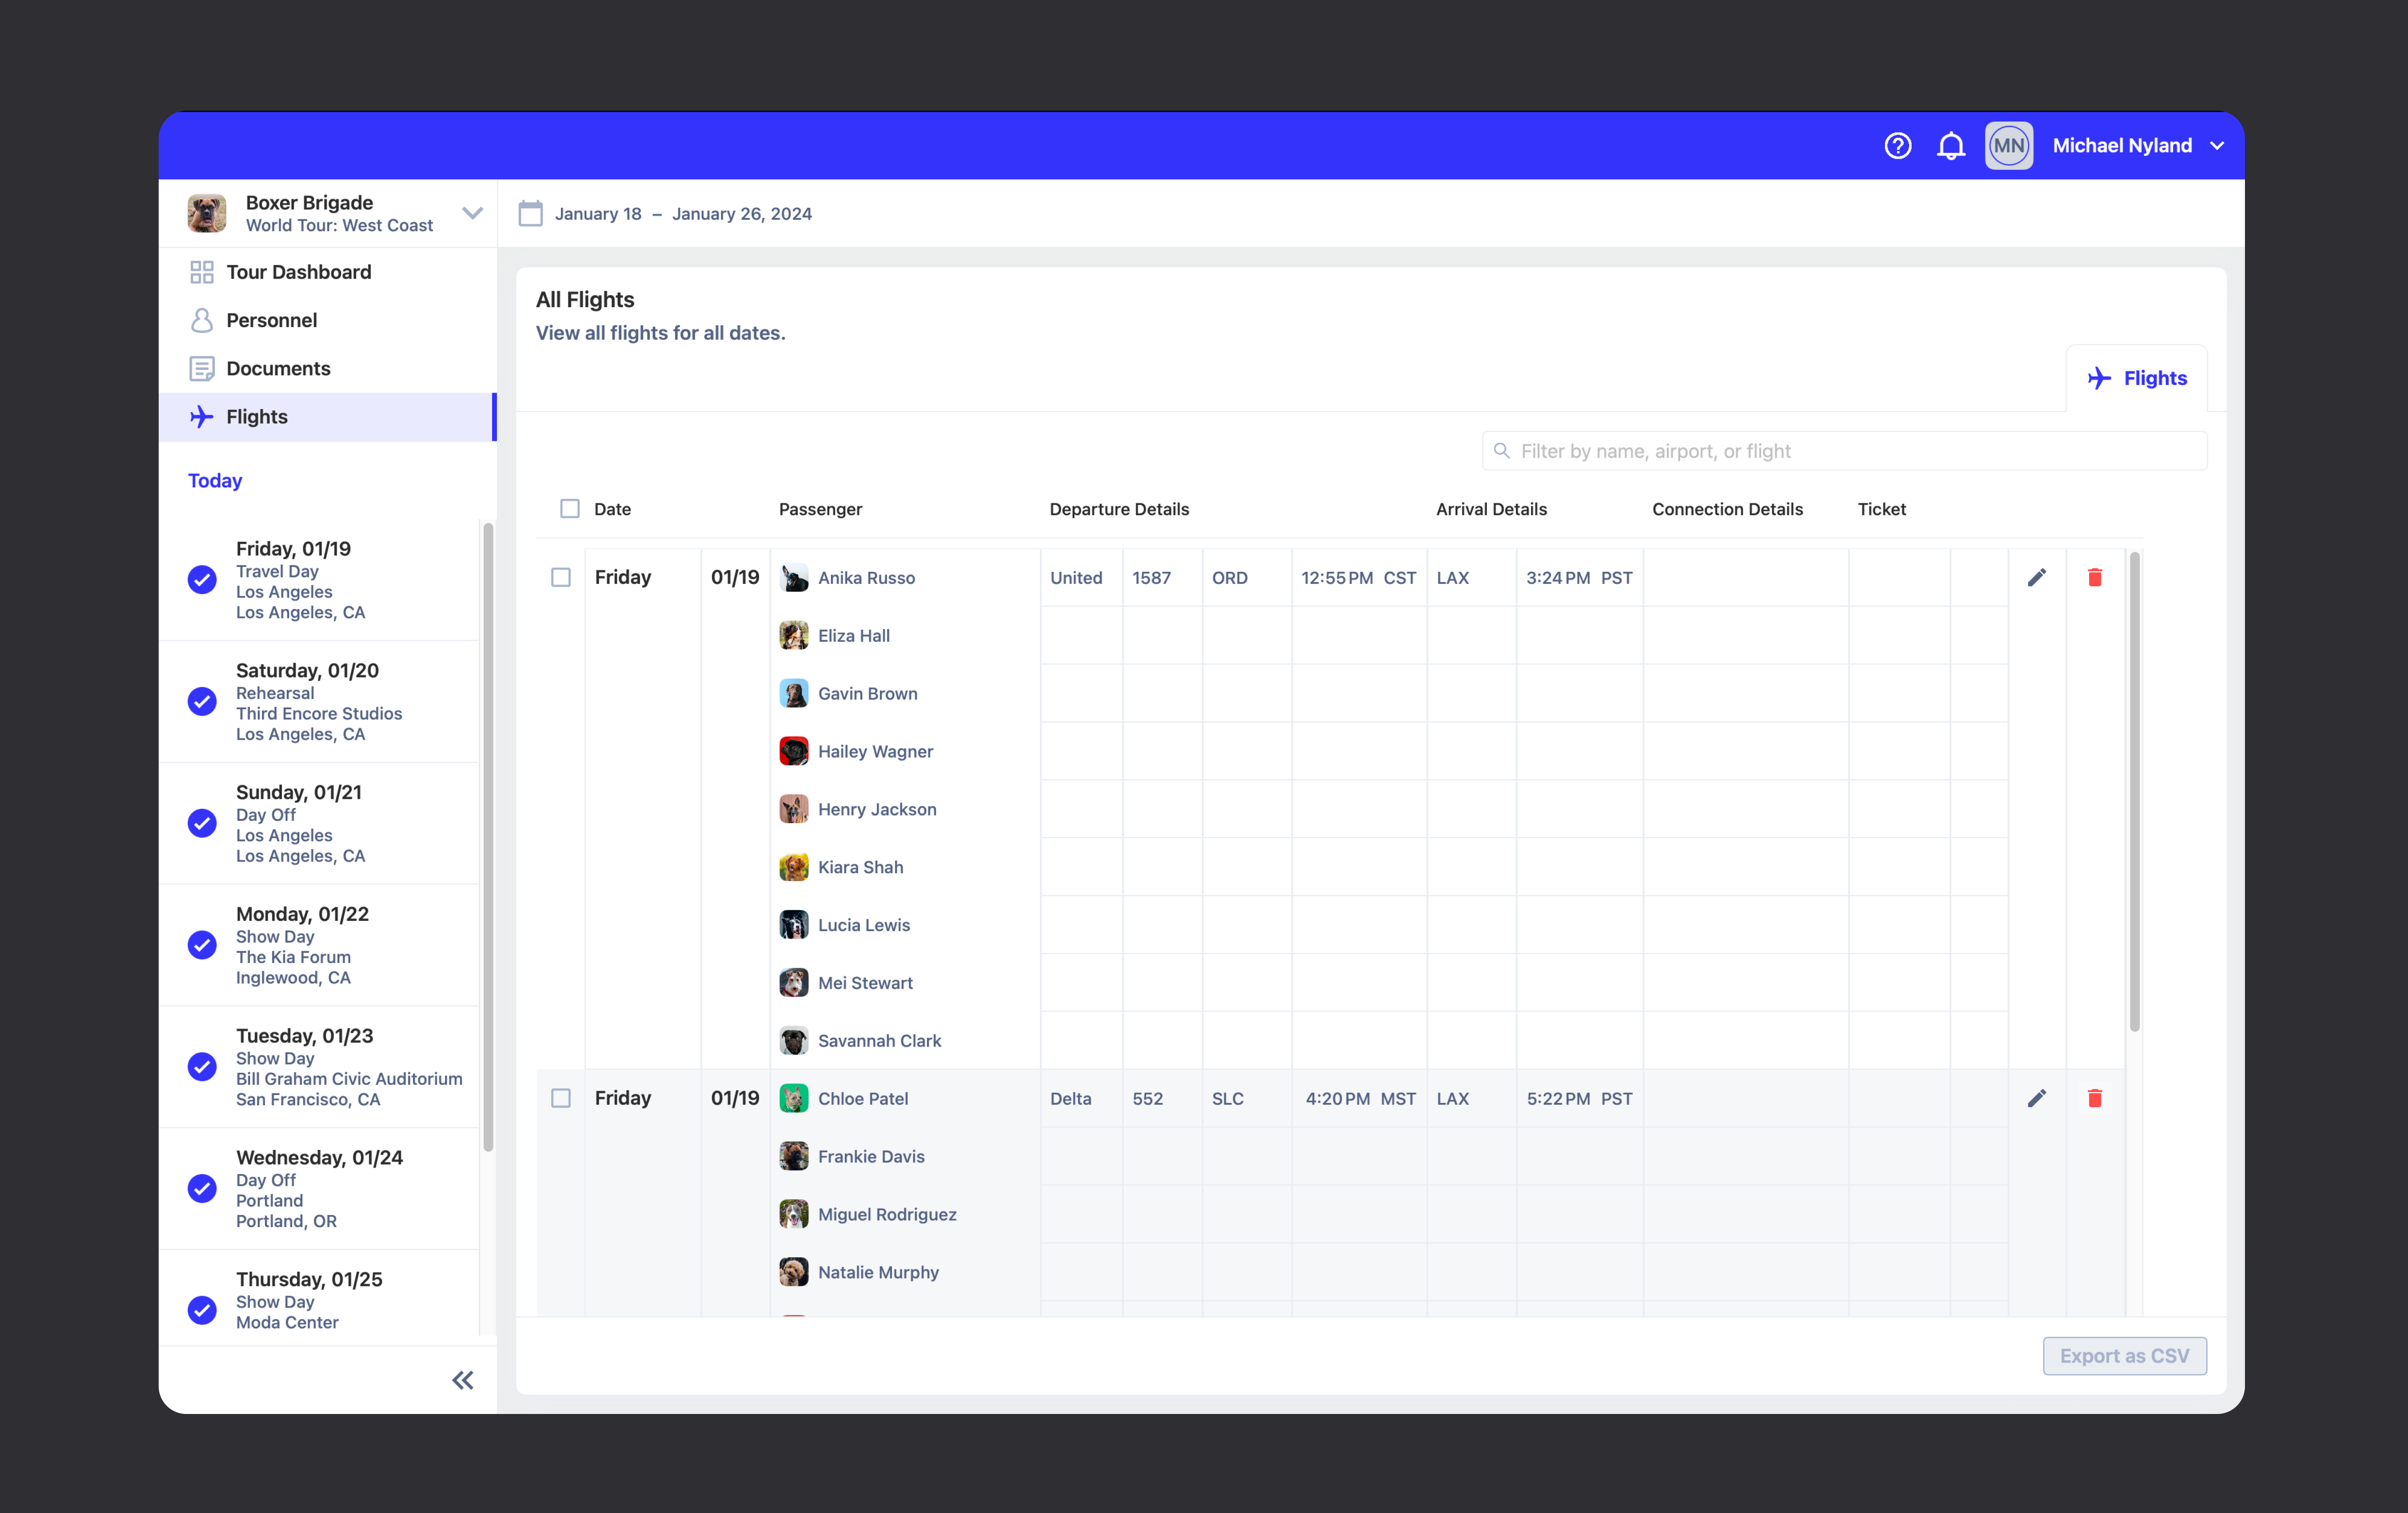 MN
Michael Nyland
Boxer Brigade
World Tour: West Coast
January 18 – January 26, 2024
Tour Dashboard
Personnel
Documents
Flights
Today
Friday, 01/19
Travel Day
Los Angeles
Los Angeles, CA
Saturday, 01/20
Rehearsal
Third Encore Studios
Los Angeles, CA
Sunday, 01/21
Day Off
Los Angeles
Los Angeles, CA
Monday, 01/22
Show Day
The Kia Forum
Inglewood, CA
Tuesday, 01/23
Show Day
Bill Graham Civic Auditorium
San Francisco, CA
Wednesday, 01/24
Day Off
Portland
Portland, OR
Thursday, 01/25
Show Day
Moda Center
All Flights
View all flights for all dates.
Flights
Filter by name, airport, or flight
Date Passenger Departure Details Arrival Details Connection Details Ticket
Friday 01/19 Anika Russo United 1587 ORD 12:55 PM CST LAX 3:24 PM PST
Eliza Hall
Gavin Brown
Hailey Wagner
Henry Jackson
Kiara Shah
Lucia Lewis
Mei Stewart
Savannah Clark
Friday 01/19 Chloe Patel Delta 552 SLC 4:20 PM MST LAX 5:22 PM PST
Frankie Davis
Miguel Rodriguez
Natalie Murphy
Export as CSV